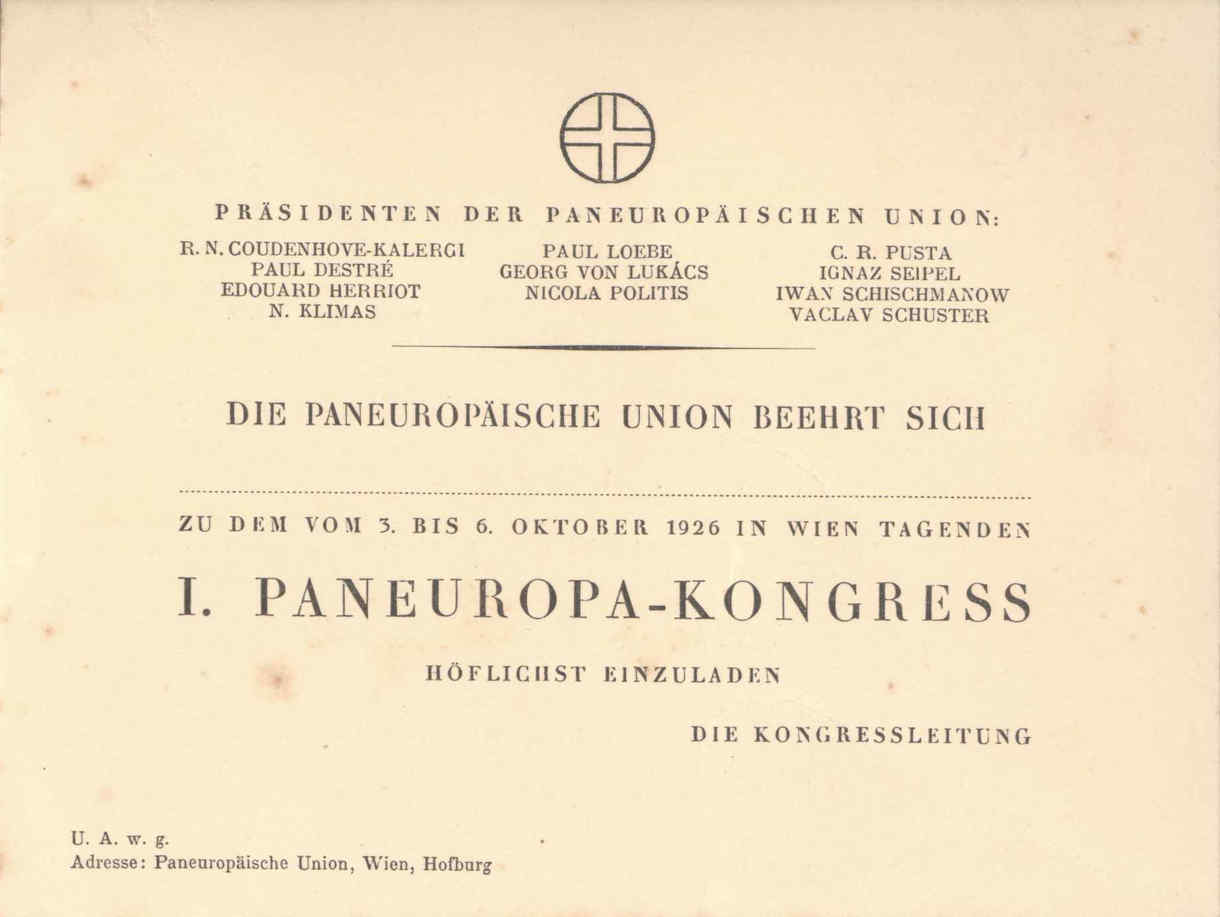 PRÄSIDENTEN DER PANEUROPÄISCHEN UNION:
R. N. COUDENHOVE-KALERGI
PAUL DESTRÉ
EDOUARD HERRIOT
N. KLIMAS
PAUL LOEBE
GEORG VON LUKÁCS
NICOLA POLITIS
C. R. PUSTA
IGNAZ SEIPEL
IWAN SCHISCHMANOW
VACLAV SCHUSTER
DIE PANEUROPÄISCHE UNION BEEHRT SICH
ZU DEM VOM 3. BIS 6. OKTOBER 1926 IN WIEN TAGENDEN
I. PANEUROPA-KONGRESS
HÖFLICHST EINZULADEN
DIE KONGRESSLEITUNG
U. A. w. g.
Adresse: Paneuropäische Union, Wien, Hofburg